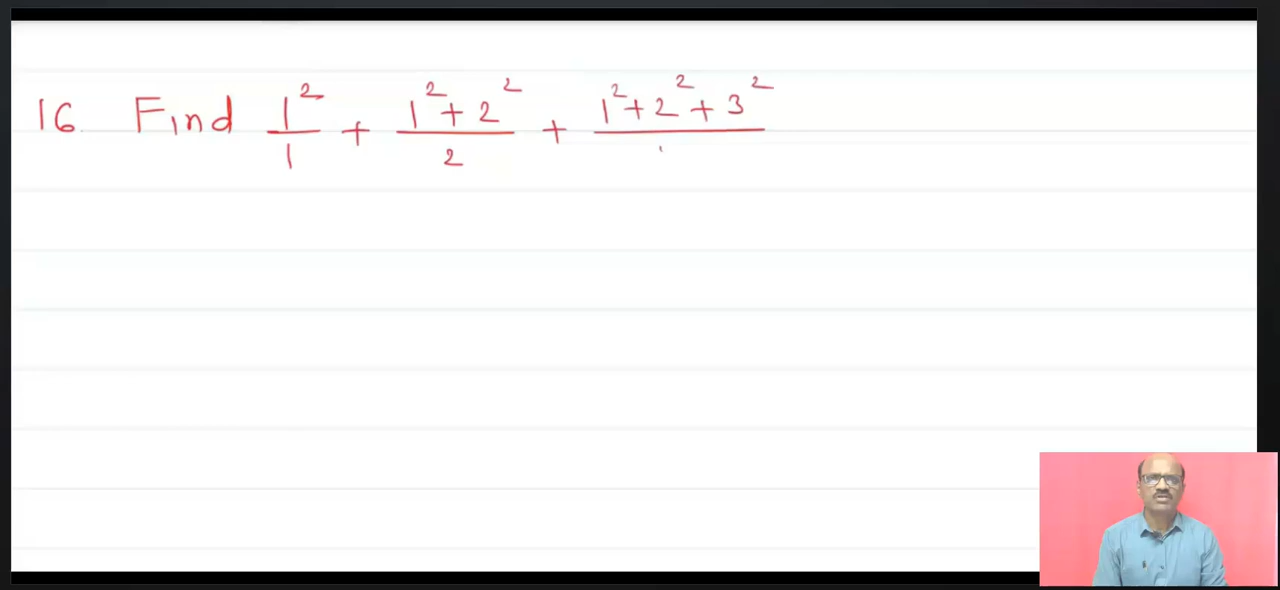 16. Find 1²/1 + (1² + 2²)/2 + (1² + 2² + 3²)/